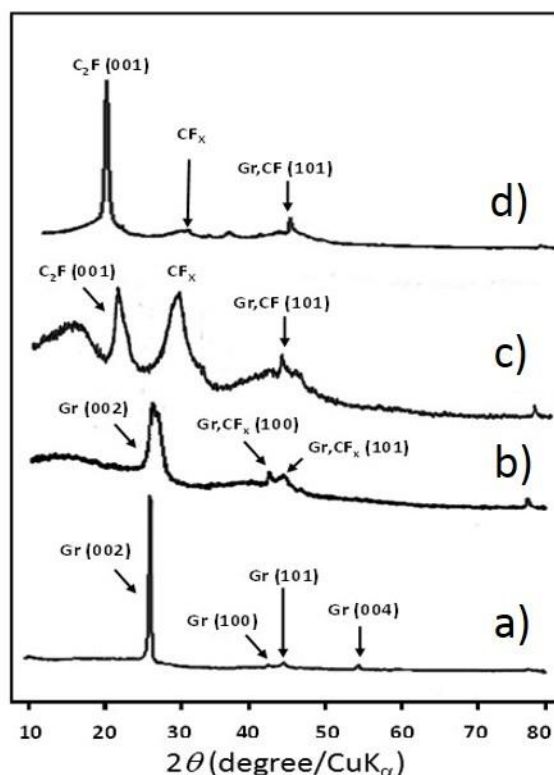 C₂F (001)
CFₓ
Gr,CF (101)
d)
C₂F (001)
CFₓ
Gr,CF (101)
c)
Gr (002)
Gr,CFₓ (100)
Gr,CFₓ (101)
b)
Gr (002)
Gr (101)
Gr (100)
Gr (004)
a)
10 20 30 40 50 60 70 80
2θ (degree/CuKα)